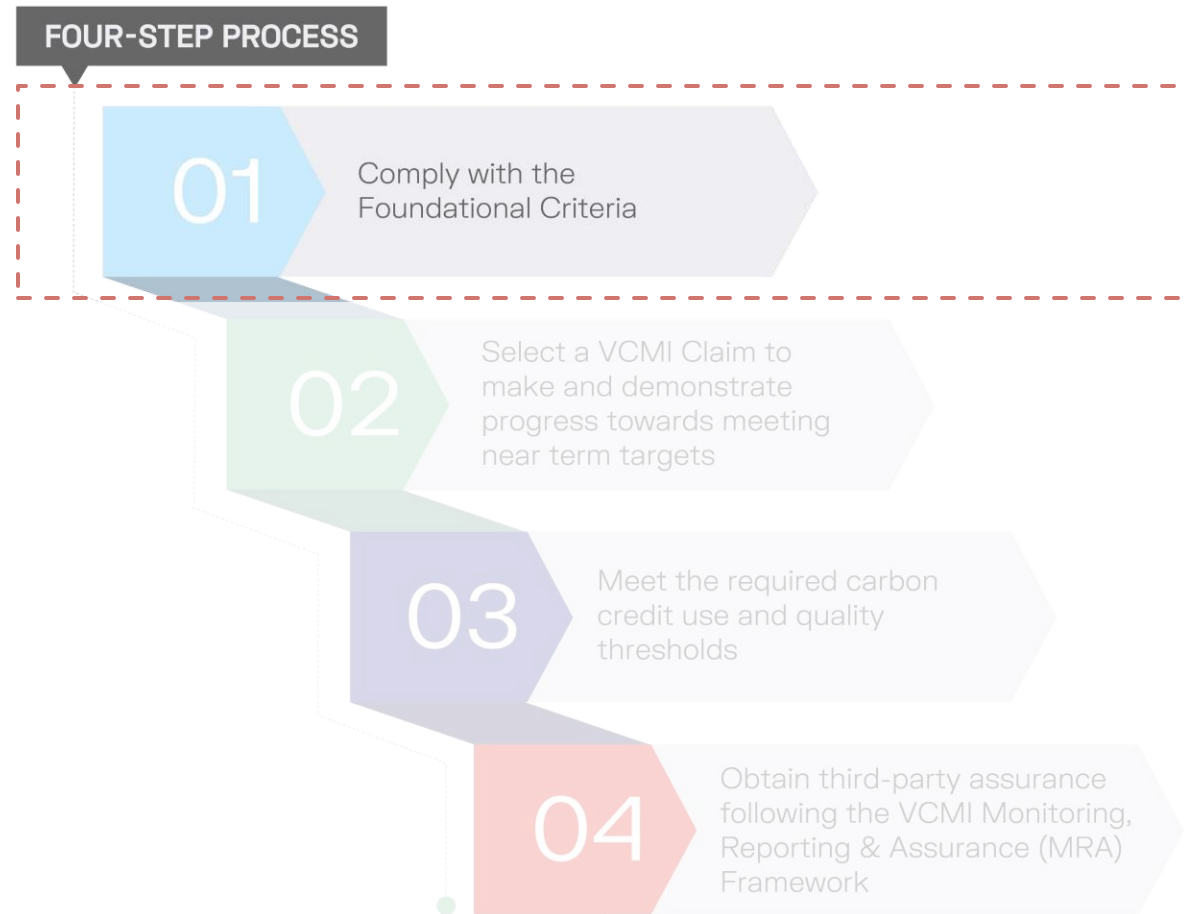 FOUR-STEP PROCESS
01
Comply with the
Foundational Criteria
02
Select a VCMI Claim to
make and demonstrate
progress towards meeting
near term targets
03
Meet the required carbon
credit use and quality
thresholds
04
Obtain third-party assurance
following the VCMI Monitoring,
Reporting & Assurance (MRA)
Framework